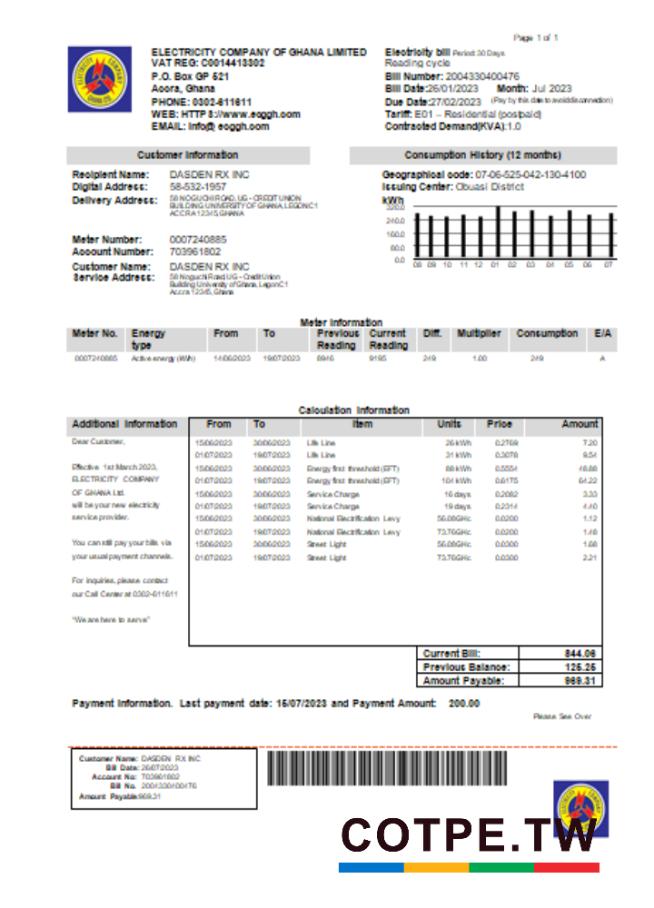 Page 1 of 1
ELECTRICITY COMPANY OF GHANA LIMITED
VAT REG: C0014413302
P.O. Box GP 521
Accra, Ghana
PHONE: 0302-611611
WEB: HTTP S://www.ecggh.com
EMAIL: Info@ ecggh.com
Electricity bill Period: 30 Days
Reading cycle
Bill Number: 2004330400476
Bill Date:26/01/2023 Month: Jul 2023
Due Date:27/02/2023 (Pay by this date to avoid disconnection)
Tariff: E01 – Residential (postpaid)
Contracted Demand(KVA):1.0
Customer Information
Recipient Name: DASDEN RX INC
Digital Address: 58-532-1957
Delivery Address: 58 NOGUCHI ROAD, UG - CREDIT UNION
BUILDING UNIVERSITY OF GHANA, LEGON C1
ACCRA 12345, GHANA
Meter Number: 0007240885
Account Number: 703961802
Customer Name: DASDEN RX INC
Service Address: 58 Noguchi Road UG - Credit Union
Building University of Ghana, Legon C1
Accra 12345, Ghana
Consumption History (12 months)
Geographical code: 07-06-525-042-130-4100
Issuing Center: Obuasi District
kWh
320.0
240.0
160.0
80.0
0.0
08 09 10 11 12 01 02 03 04 05 06 07
Meter Information
Meter No. Energy type From To Previous Reading Current Reading Diff. Multiplier Consumption E/A
0007240885 Active energy (kWh) 14/06/2023 19/07/2023 8946 9195 249 1.00 249 A
Calculation Information
Additional Information
Dear Customer,
Effective 1st March 2023,
ELECTRICITY COMPANY
OF GHANA Ltd.
will be your new electricity
service provider.
You can still pay your bills via
your usual payment channels.
For inquiries, please contact
our Call Center at 0302-611611
"We are here to serve"
From To Item Units Price Amount
15/06/2023 30/06/2023 Life Line 26 kWh 0.2769 7.20
01/07/2023 19/07/2023 Life Line 31 kWh 0.3078 9.54
15/06/2023 30/06/2023 Energy first threshold (EFT) 88 kWh 0.5554 48.88
01/07/2023 19/07/2023 Energy first threshold (EFT) 104 kWh 0.6175 64.22
15/06/2023 30/06/2023 Service Charge 16 days 0.2082 3.33
01/07/2023 19/07/2023 Service Charge 19 days 0.2314 4.40
15/06/2023 30/06/2023 National Electrification Levy 56.08GHc. 0.0200 1.12
01/07/2023 19/07/2023 National Electrification Levy 73.76GHc. 0.0200 1.48
15/06/2023 30/06/2023 Street Light 56.08GHc. 0.0300 1.68
01/07/2023 19/07/2023 Street Light 73.76GHc. 0.0300 2.21
Current Bill: 844.06
Previous Balance: 125.25
Amount Payable: 969.31
Payment Information. Last payment date: 15/07/2023 and Payment Amount: 200.00
Please See Over
Customer Name: DASDEN RX INC
Bill Date: 26/07/2023
Account No: 703961802
Bill No. 2004330400476
Amount Payable:969.31
COTPE.TW